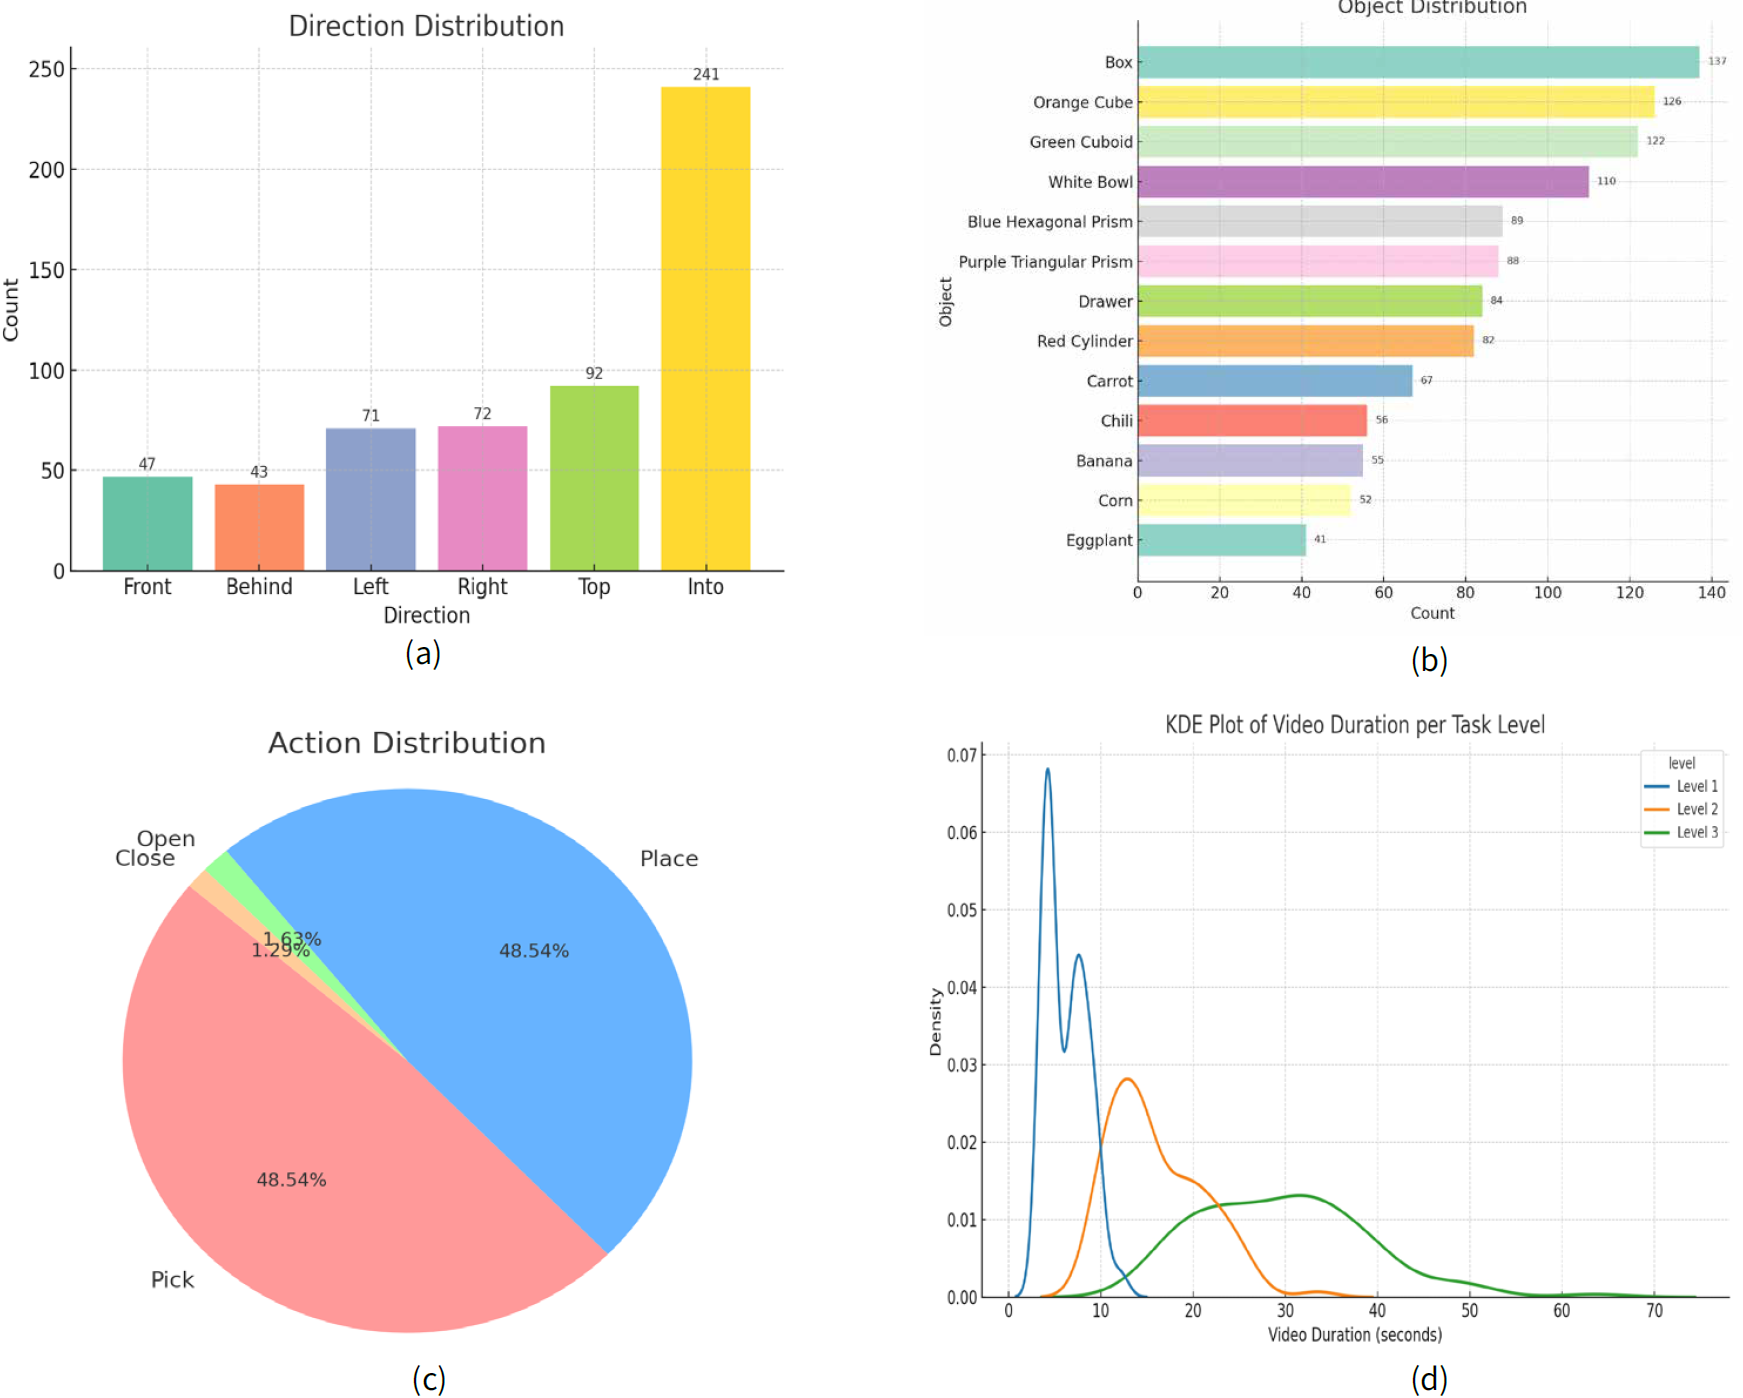 Direction Distribution
250
200
150
100
50
0
Count
47
43
71
72
92
241
Front
Behind
Left
Right
Top
Into
Direction
(a)
Object Distribution
Object
Box
137
Orange Cube
126
Green Cuboid
122
White Bowl
110
Blue Hexagonal Prism
89
Purple Triangular Prism
88
Drawer
84
Red Cylinder
82
Carrot
67
Chili
56
Banana
55
Corn
52
Eggplant
41
0 20 40 60 80 100 120 140
Count
(b)
Action Distribution
Open
Close
Place
1.63%
1.29%
48.54%
48.54%
Pick
(c)
KDE Plot of Video Duration per Task Level
0.07
0.06
0.05
0.04
0.03
0.02
0.01
0.00
Density
level
Level 1
Level 2
Level 3
0 10 20 30 40 50 60 70
Video Duration (seconds)
(d)